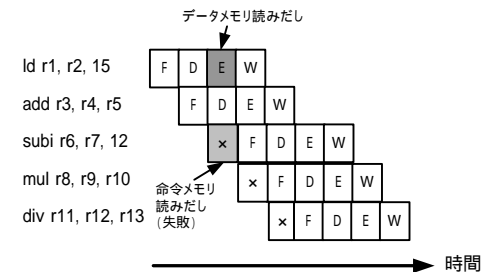 データメモリ読みだし
ld r1, r2, 15 F D E W
add r3, r4, r5 F D E W
subi r6, r7, 12 × F D E W
mul r8, r9, r10 × F D E W
div r11, r12, r13 × F D E W
命令メモリ
読みだし
(失敗)
時間